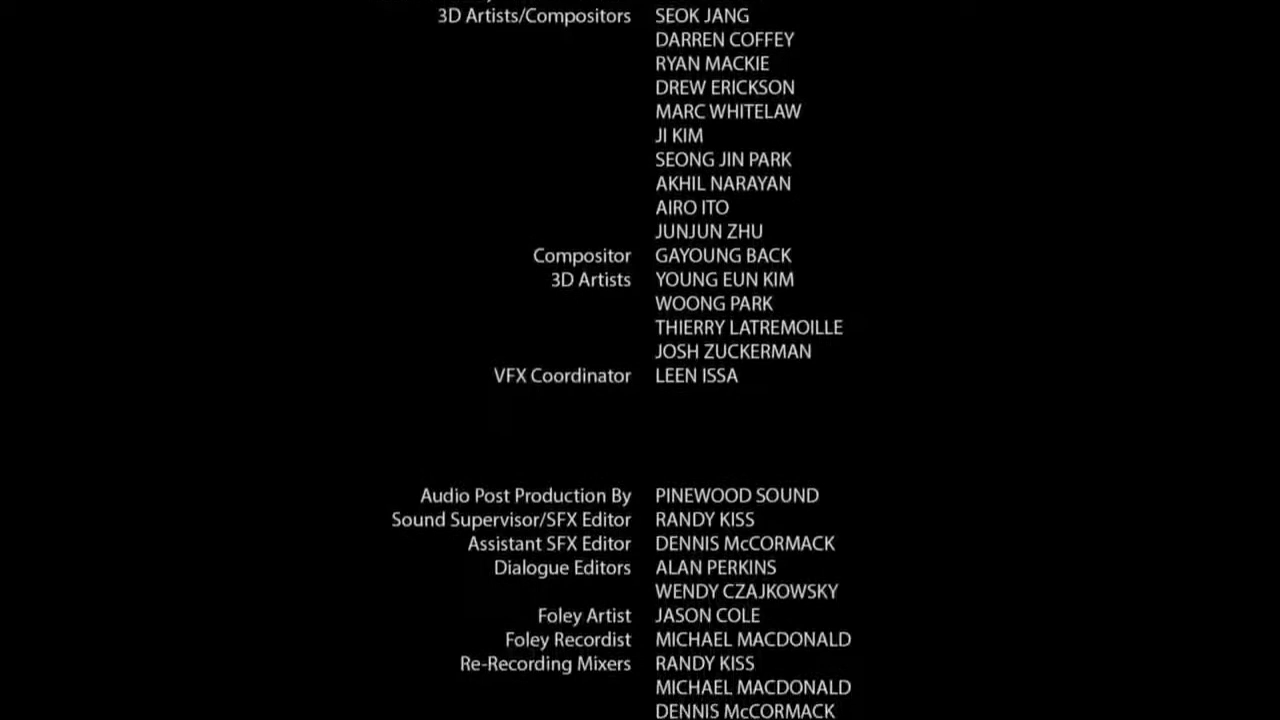 3D Artists/Compositors SEOK JANG
DARREN COFFEY
RYAN MACKIE
DREW ERICKSON
MARC WHITELAW
JI KIM
SEONG JIN PARK
AKHIL NARAYAN
AIRO ITO
JUNJUN ZHU
Compositor GAYOUNG BACK
3D Artists YOUNG EUN KIM
WOONG PARK
THIERRY LATREMOILLE
JOSH ZUCKERMAN
VFX Coordinator LEEN ISSA
Audio Post Production By PINEWOOD SOUND
Sound Supervisor/SFX Editor RANDY KISS
Assistant SFX Editor DENNIS McCORMACK
Dialogue Editors ALAN PERKINS
WENDY CZAJKOWSKY
Foley Artist JASON COLE
Foley Recordist MICHAEL MACDONALD
Re-Recording Mixers RANDY KISS
MICHAEL MACDONALD
DENNIS McCORMACK